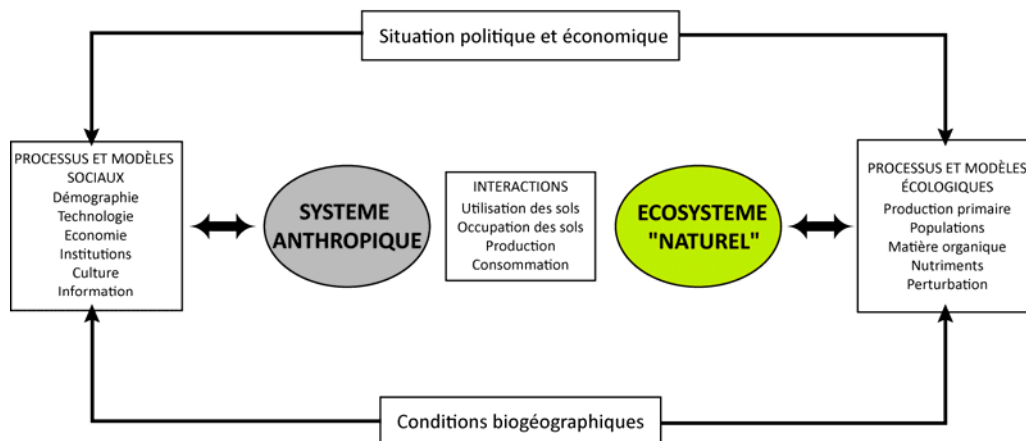 Situation politique et économique
PROCESSUS ET MODÈLES
SOCIAUX
Démographie
Technologie
Economie
Institutions
Culture
Information
SYSTEME
ANTHROPIQUE
INTERACTIONS
Utilisation des sols
Occupation des sols
Production
Consommation
ECOSYSTEME
"NATUREL"
PROCESSUS ET MODÈLES
ÉCOLOGIQUES
Production primaire
Populations
Matière organique
Nutriments
Perturbation
Conditions biogéographiques